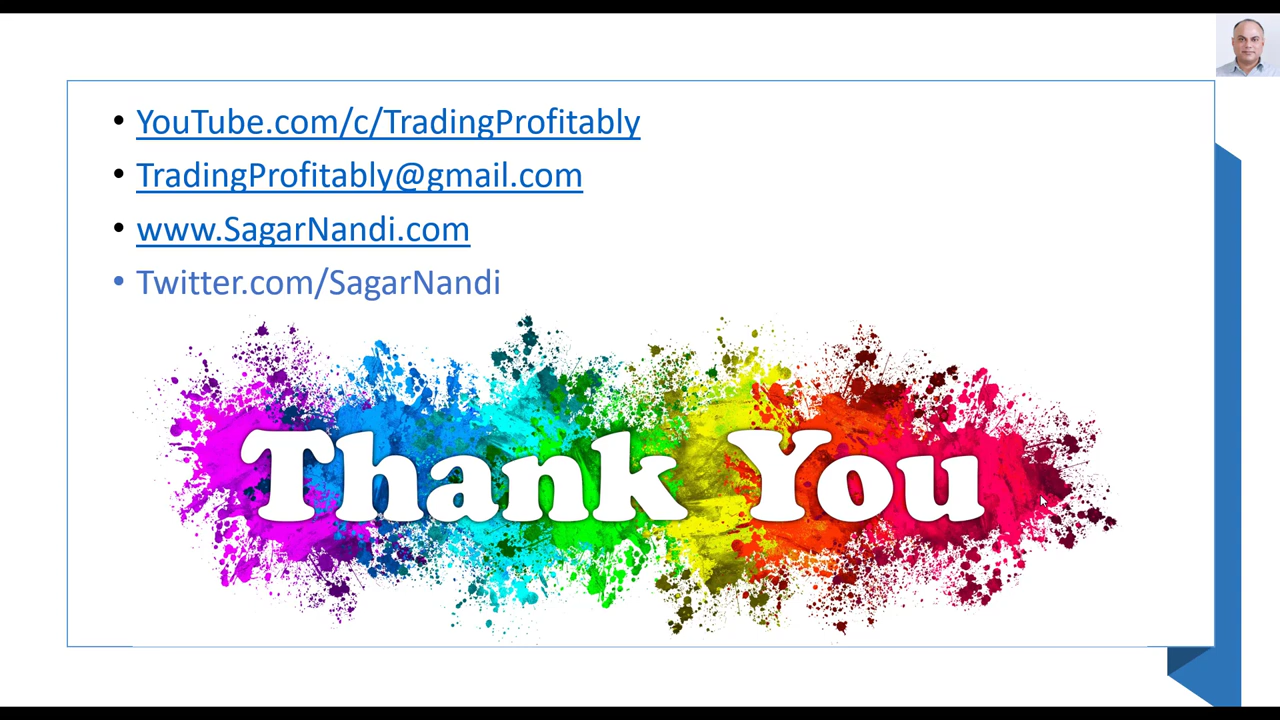 YouTube.com/c/TradingProfitably
TradingProfitably@gmail.com
www.SagarNandi.com
Twitter.com/SagarNandi
Thank You